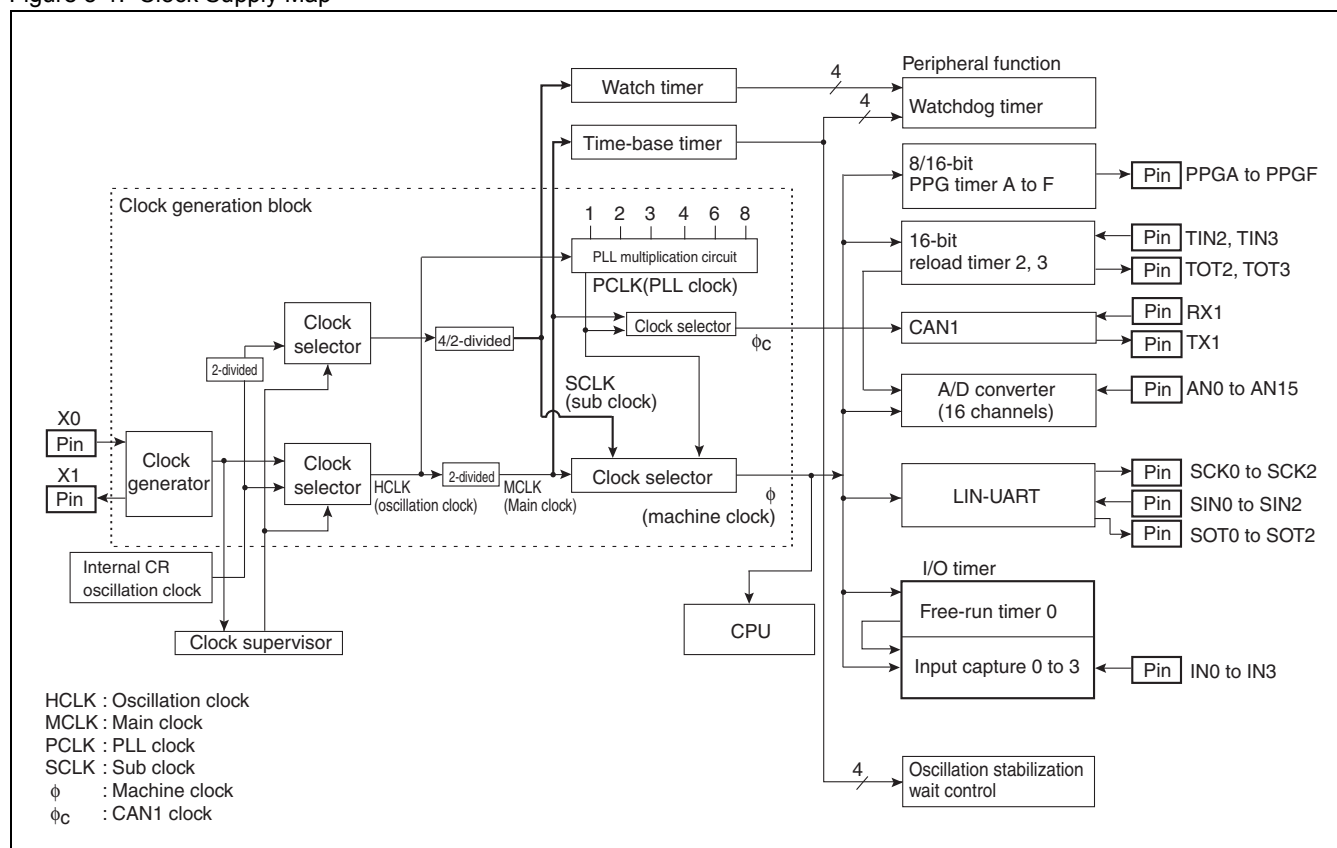 Watch timer
4
Peripheral function
Watchdog timer
4
Time-base timer
8/16-bit
PPG timer A to F
Pin
PPGA to PPGF
Clock generation block
1 2 3 4 6 8
PLL multiplication circuit
PCLK(PLL clock)
16-bit
reload timer 2, 3
Pin
TIN2, TIN3
Pin
TOT2, TOT3
Clock
selector
4/2-divided
Clock selector
ϕC
CAN1
Pin
RX1
Pin
TX1
2-divided
SCLK
(sub clock)
A/D converter
(16 channels)
Pin
AN0 to AN15
X0
Pin
X1
Pin
Clock
generator
Clock
selector
HCLK
(oscillation clock)
2-divided
MCLK
(Main clock)
Clock selector
ϕ
(machine clock)
LIN-UART
Pin
SCK0 to SCK2
Pin
SIN0 to SIN2
Pin
SOT0 to SOT2
Internal CR
oscillation clock
Clock supervisor
CPU
I/O timer
Free-run timer 0
Input capture 0 to 3
Pin
IN0 to IN3
HCLK : Oscillation clock
MCLK : Main clock
PCLK : PLL clock
SCLK : Sub clock
ϕ : Machine clock
ϕC : CAN1 clock
4
Oscillation stabilization
wait control